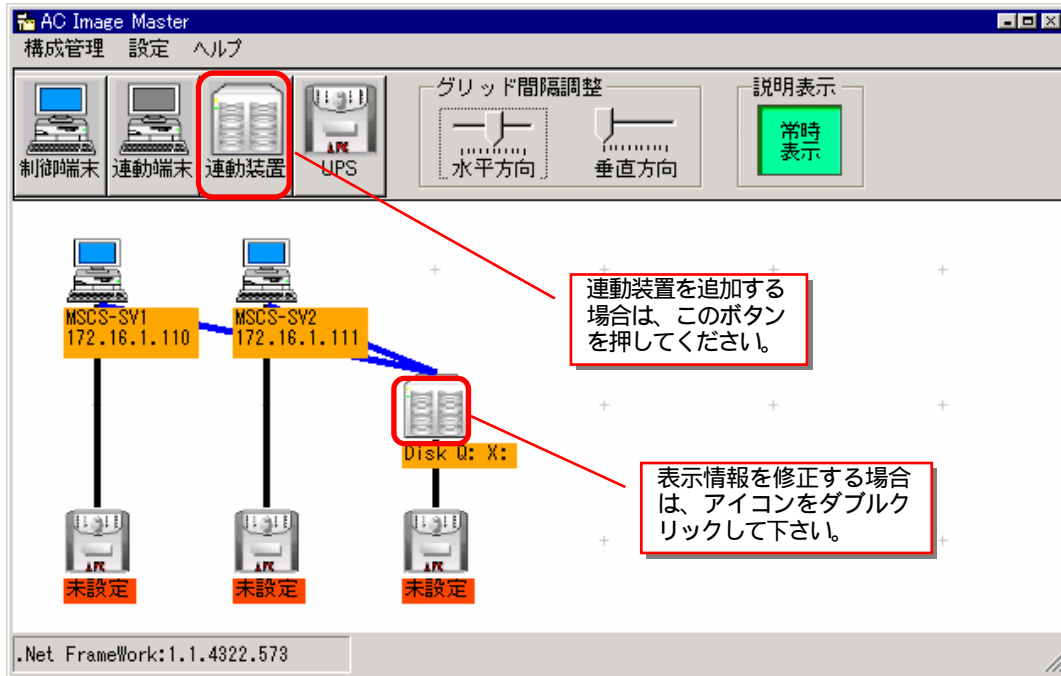 AC Image Master
構成管理 設定 ヘルプ
制御端末 連動端末 連動装置 UPS
グリッド間隔調整
水平方向 垂直方向
説明表示
常時
表示
連動装置を追加する
場合は、このボタン
を押してください。
MSCS-SV1
172.16.1.110
MSCS-SV2
172.16.1.111
Disk Q: X:
表示情報を修正する場合
は、アイコンをダブルク
リックして下さい。
未設定 未設定 未設定
.Net FrameWork:1.1.4322.573